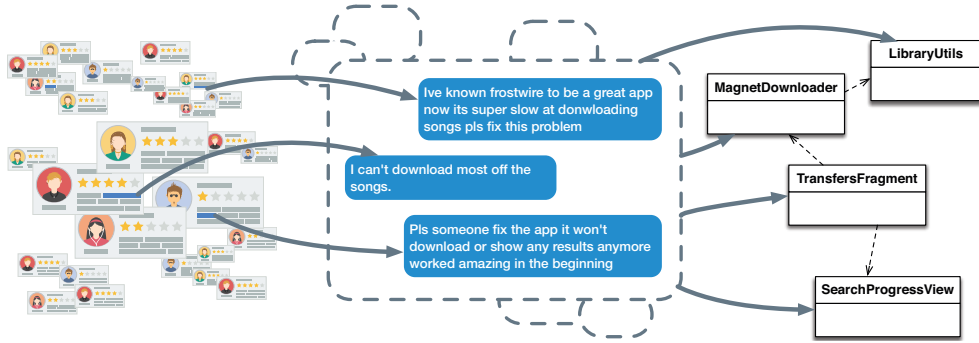 Ive known frostwire to be a great app
now its super slow at donwloading
songs pls fix this problem
I can't download most off the
songs.
Pls someone fix the app it won't
download or show any results anymore
worked amazing in the beginning
LibraryUtils
MagnetDownloader
TransfersFragment
SearchProgressView